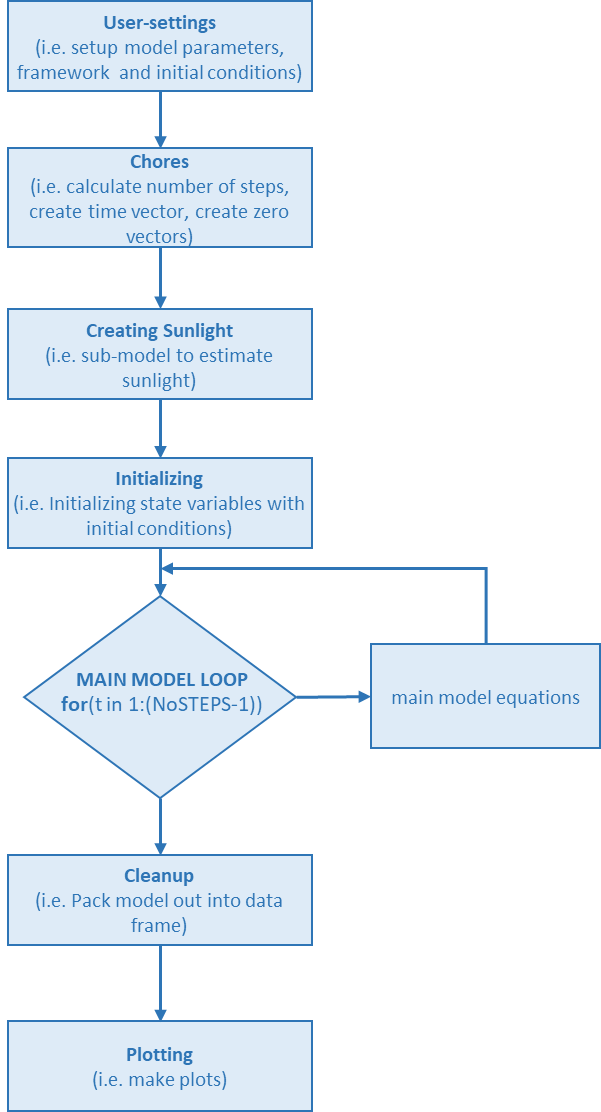 User-settings
(i.e. setup model parameters,
framework and initial conditions)
Chores
(i.e. calculate number of steps,
create time vector, create zero
vectors)
Creating Sunlight
(i.e. sub-model to estimate
sunlight)
Initializing
(i.e. Initializing state variables with
initial conditions)
MAIN MODEL LOOP
for(t in 1:(NoSTEPS-1))
main model equations
Cleanup
(i.e. Pack model out into data
frame)
Plotting
(i.e. make plots)